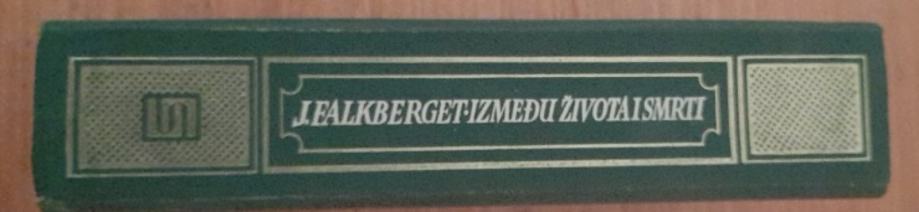 J. FALKBERGET·IZMEĐU ŽIVOTA I SMRTI